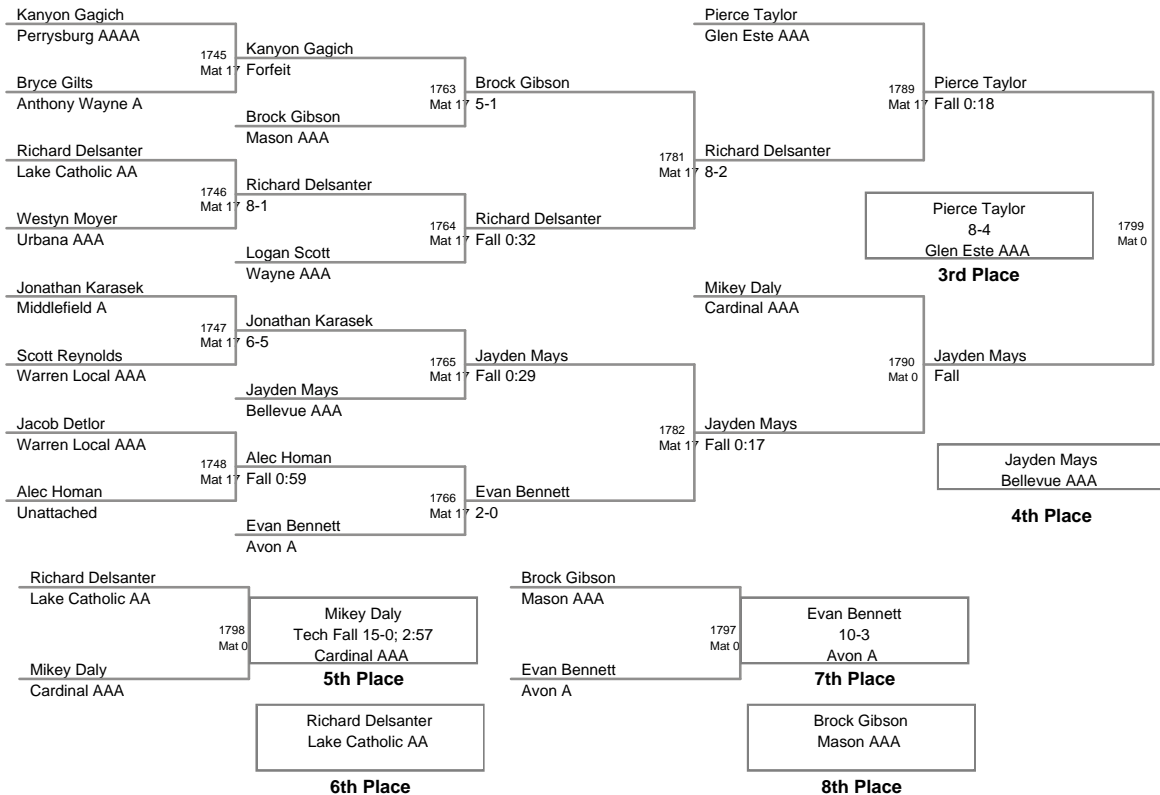 Kanyon Gagich
Perrysburg AAAA
1745
Mat 17
Bryce Gilts
Anthony Wayne A
Richard Delsanter
Lake Catholic AA
1746
Mat 17
Westyn Moyer
Urbana AAA
Jonathan Karasek
Middlefield A
1747
Mat 17
Scott Reynolds
Warren Local AAA
Jacob Detlor
Warren Local AAA
1748
Mat 17
Alec Homan
Unattached
Kanyon Gagich
Forfeit
1763
Mat 17
Brock Gibson
Mason AAA
Richard Delsanter
8-1
1764
Mat 17
Logan Scott
Wayne AAA
Jonathan Karasek
6-5
1765
Mat 17
Jayden Mays
Bellevue AAA
Alec Homan
Fall 0:59
1766
Mat 17
Evan Bennett
Avon A
Brock Gibson
5-1
1781
Mat 17
Richard Delsanter
Fall 0:32
Jayden Mays
Fall 0:29
1782
Mat 17
Evan Bennett
2-0
Pierce Taylor
Glen Este AAA
1789
Mat 17
Richard Delsanter
8-2
Mikey Daly
Cardinal AAA
1790
Mat 0
Jayden Mays
Fall 0:17
Pierce Taylor
Fall 0:18
1799
Mat 0
Jayden Mays
Fall
Pierce Taylor
8-4
Glen Este AAA
3rd Place
Jayden Mays
Bellevue AAA
4th Place
Richard Delsanter
Lake Catholic AA
1798
Mat 0
Mikey Daly
Cardinal AAA
Mikey Daly
Tech Fall 15-0; 2:57
Cardinal AAA
5th Place
Richard Delsanter
Lake Catholic AA
6th Place
Brock Gibson
Mason AAA
1797
Mat 0
Evan Bennett
Avon A
Evan Bennett
10-3
Avon A
7th Place
Brock Gibson
Mason AAA
8th Place